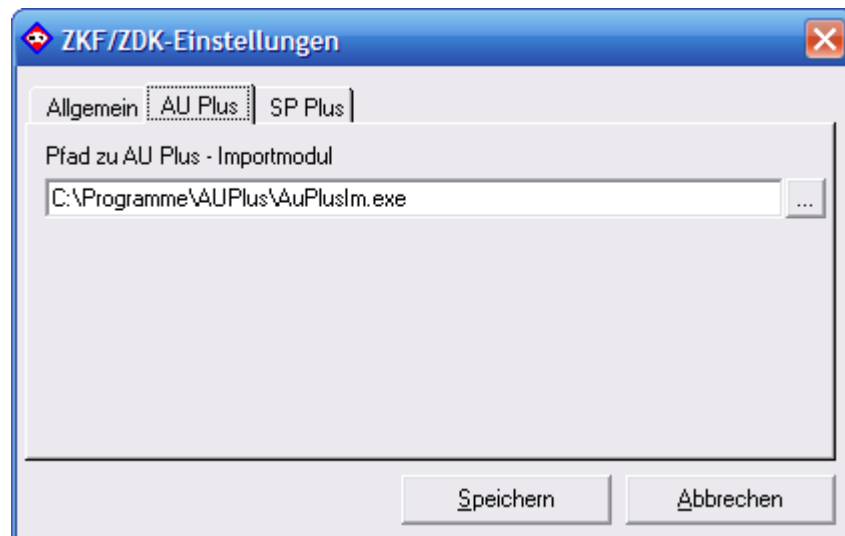 ZKF/ZDK-Einstellungen
Allgemein AU Plus SP Plus
Pfad zu AU Plus - Importmodul
C:\Programme\AUPlus\AuPlusIm.exe ...
Speichern Abbrechen